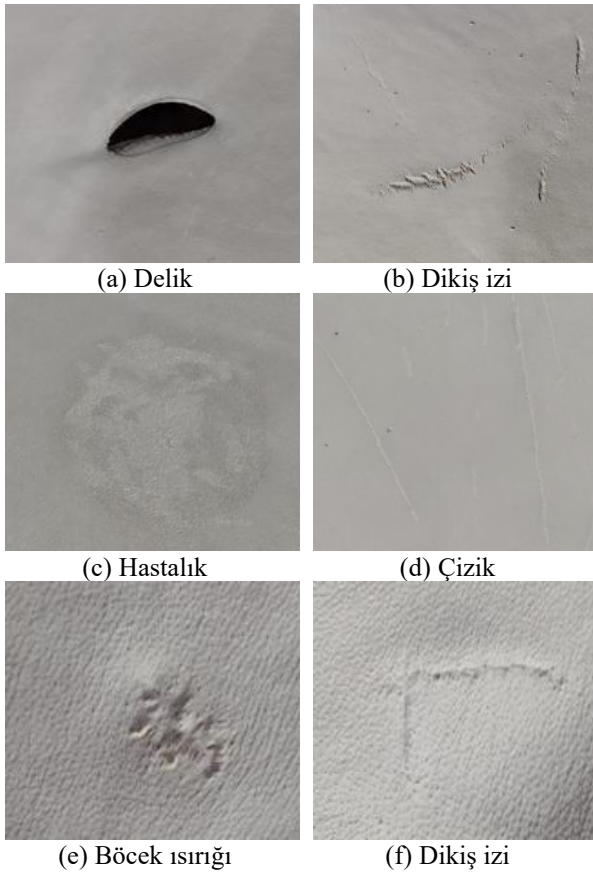 (a) Delik
(b) Dikiş izi
(c) Hastalık
(d) Çizik
(e) Böcek ısırığı
(f) Dikiş izi